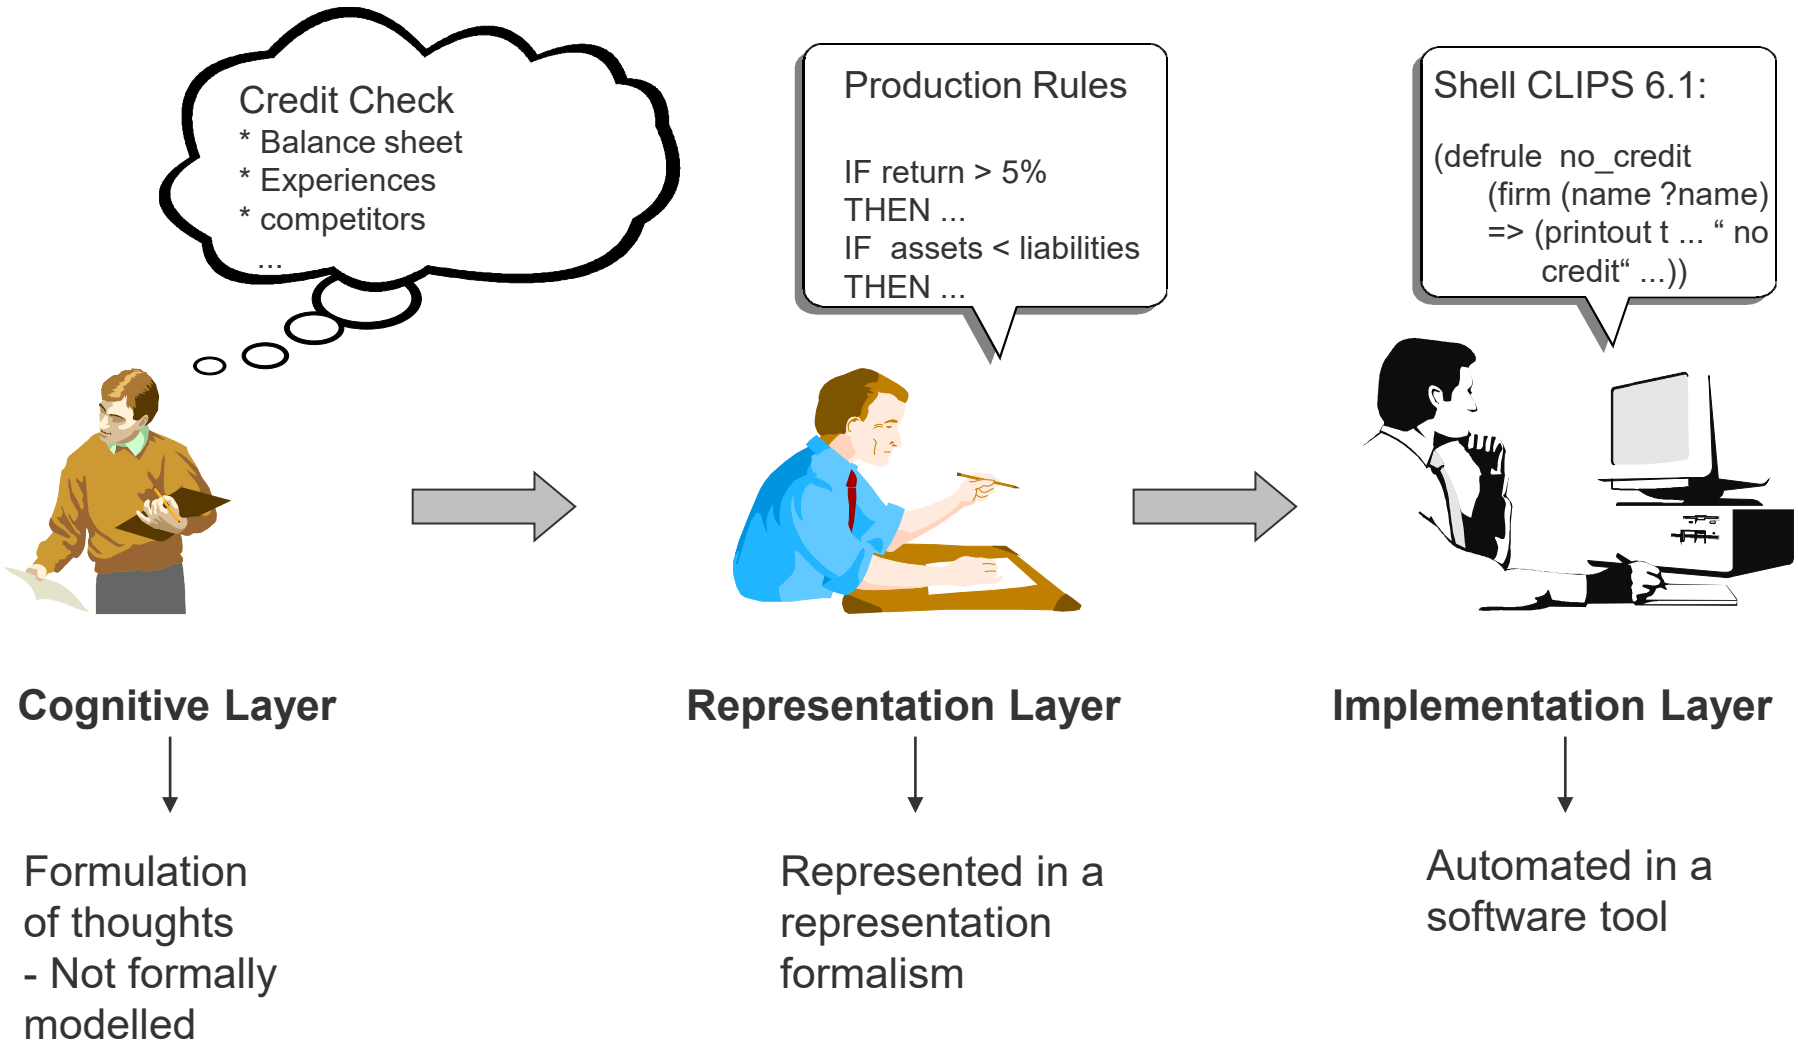 Credit Check
* Balance sheet
* Experiences
* competitors
...
Production Rules
IF return > 5%
THEN ...
IF assets < liabilities
THEN ...
Shell CLIPS 6.1:
(defrule no_credit
(firm (name ?name)
=> (printout t ... “ no
credit“ ...))
Cognitive Layer
Representation Layer
Implementation Layer
Formulation
of thoughts
- Not formally
modelled
Represented in a
representation
formalism
Automated in a
software tool